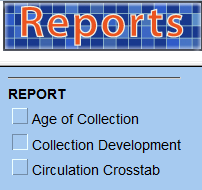 Reports
REPORT
Age of Collection
Collection Development
Circulation Crosstab